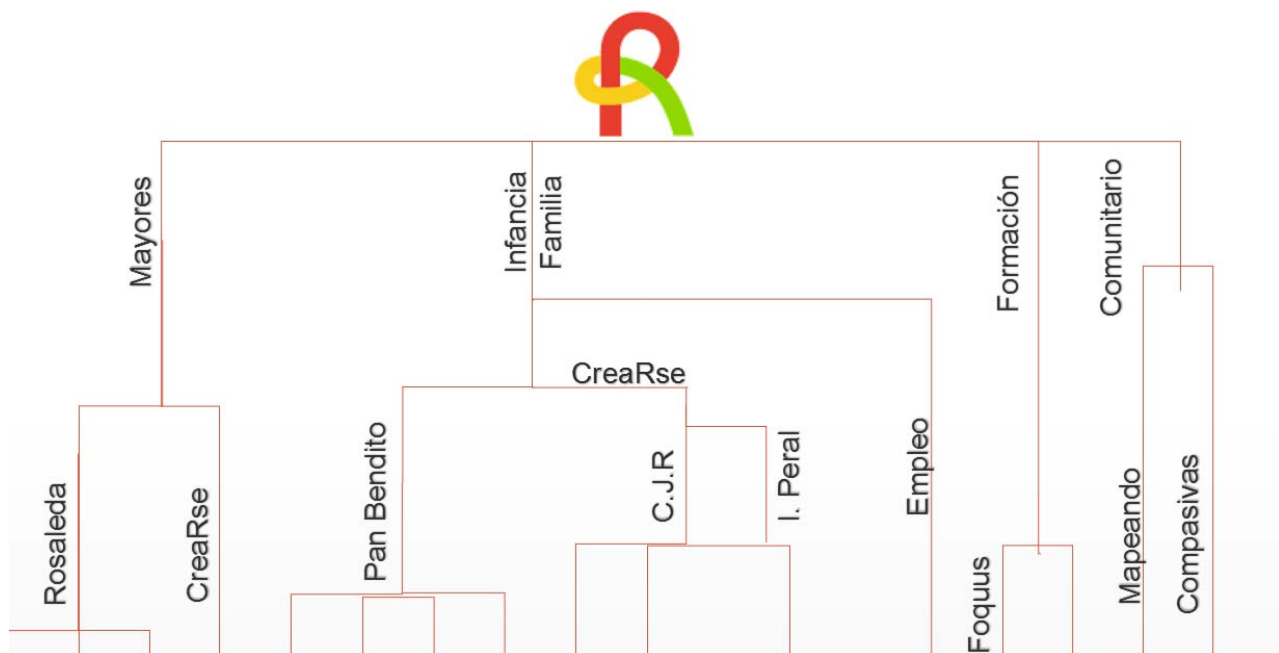 Mayores
Infancia
Familia
Formación
Comunitario
CreaRse
Rosaleda
CreaRse
Pan Bendito
C.J.R
I. Peral
Empleo
Foquus
Mapeando
Compasivas